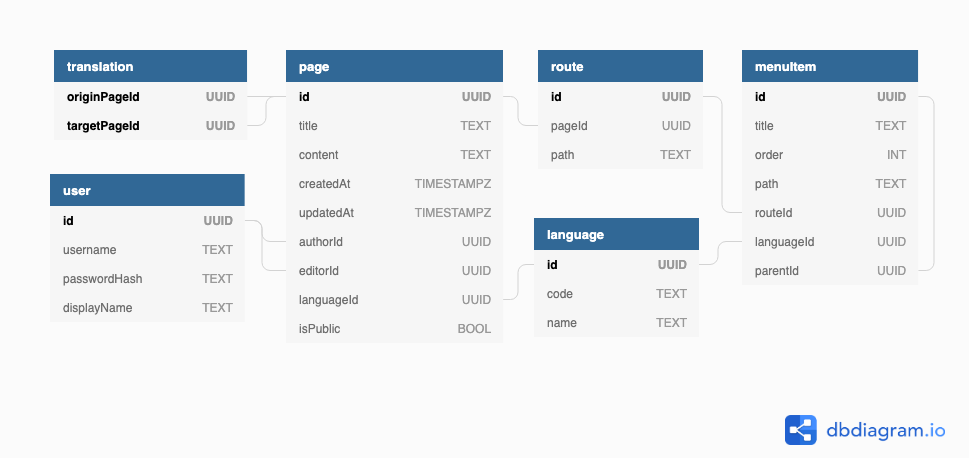 translation
originPageId UUID
targetPageId UUID
user
id UUID
username TEXT
passwordHash TEXT
displayName TEXT
page
id UUID
title TEXT
content TEXT
createdAt TIMESTAMPZ
updatedAt TIMESTAMPZ
authorId UUID
editorId UUID
languageId UUID
isPublic BOOL
route
id UUID
pageId UUID
path TEXT
language
id UUID
code TEXT
name TEXT
menuItem
id UUID
title TEXT
order INT
path TEXT
routeId UUID
languageId UUID
parentId UUID
dbdiagram.io